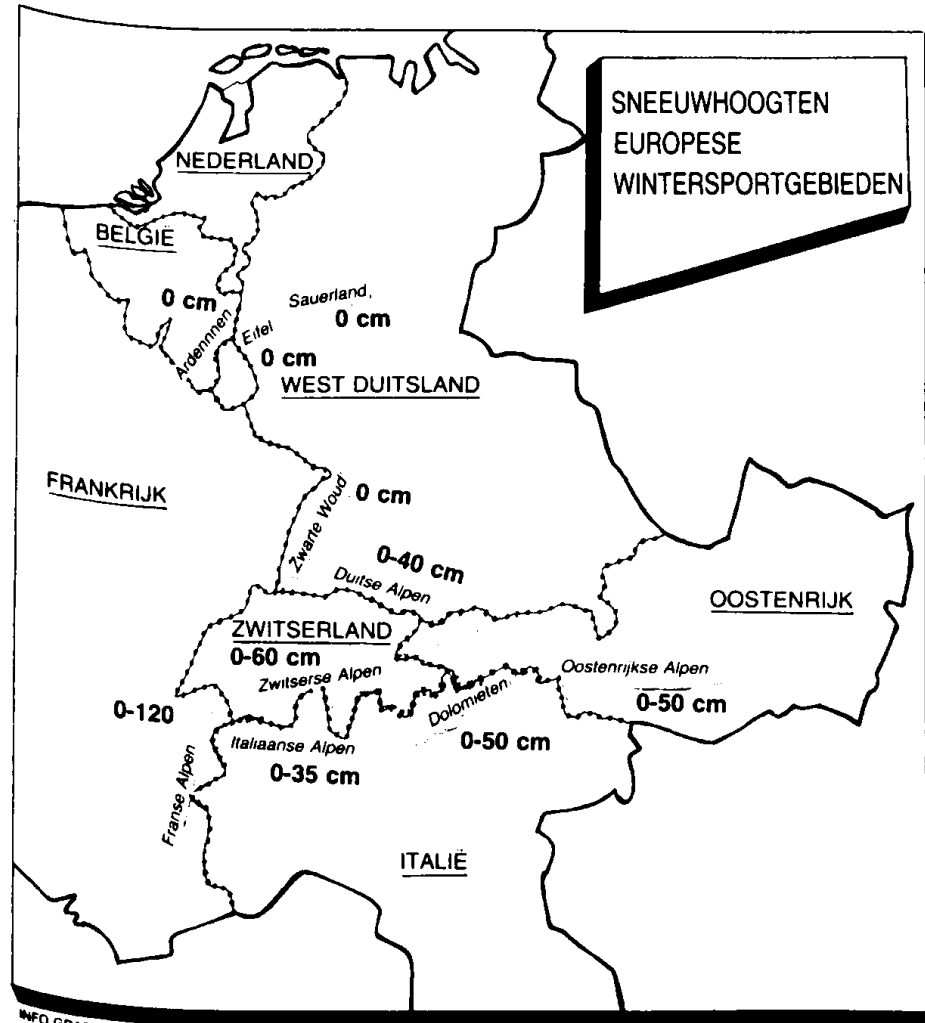 SNEEUWHOOGTEN
EUROPESE
WINTERSPORTGEBIEDEN
NEDERLAND
BELGIË
0 cm
Ardennnen
Eifel
0 cm
Sauerland,
0 cm
WEST DUITSLAND
FRANKRIJK
Zwarte Woud
0 cm
0-40 cm
Duitse Alpen
OOSTENRIJK
ZWITSERLAND
0-60 cm
Zwitserse Alpen
Oostenrijkse Alpen
0-50 cm
0-120
Dolomieten
0-50 cm
Italiaanse Alpen
0-35 cm
Franse Alpen
ITALIË
INFO